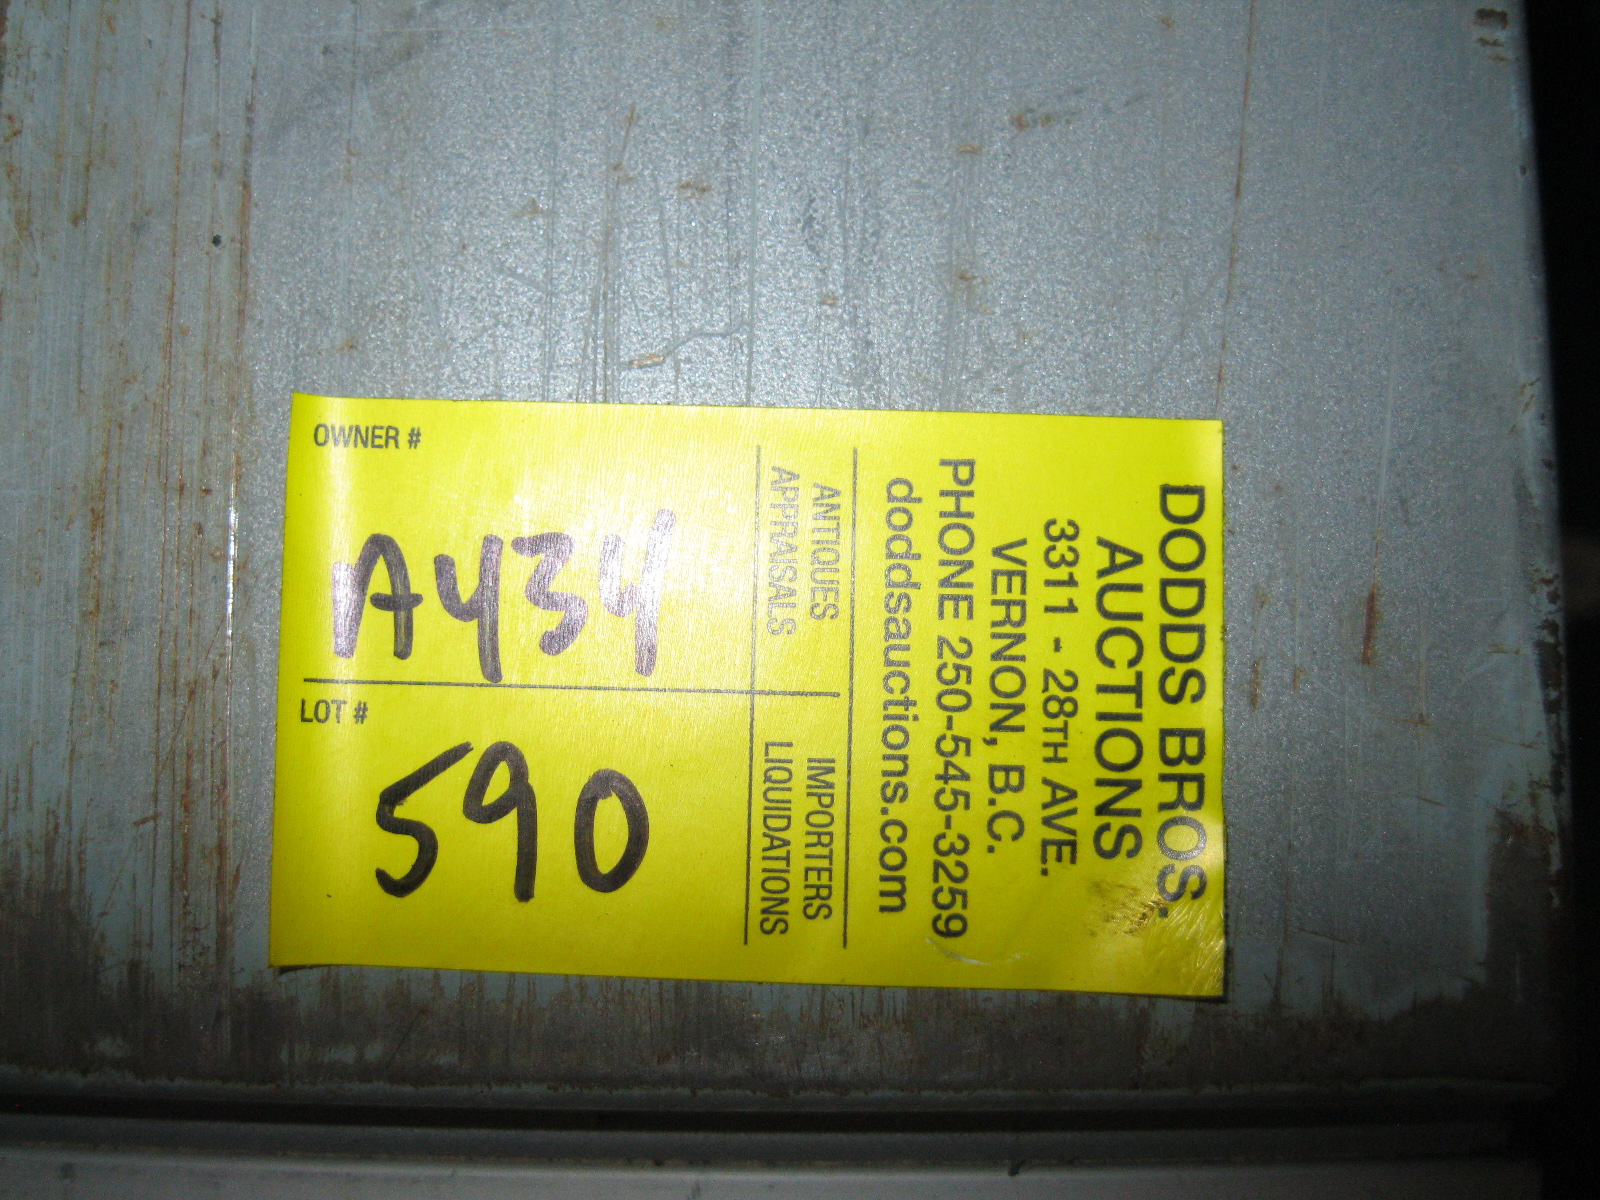 DODDS BROS.
AUCTIONS
3311 - 28TH AVE.
VERNON, B.C.
PHONE 250-545-3259
doddsauctions.com
ANTIQUES IMPORTERS
APPRAISALS LIQUIDATIONS
OWNER #
A434
LOT #
590